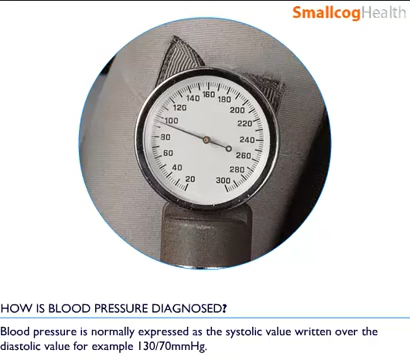 SmallcogHealth
160
140 180
120 200
100 220
80 240
60 260
40 280
20 300
HOW IS BLOOD PRESSURE DIAGNOSED?
Blood pressure is normally expressed as the systolic value written over the
diastolic value for example 130/70mmHg.